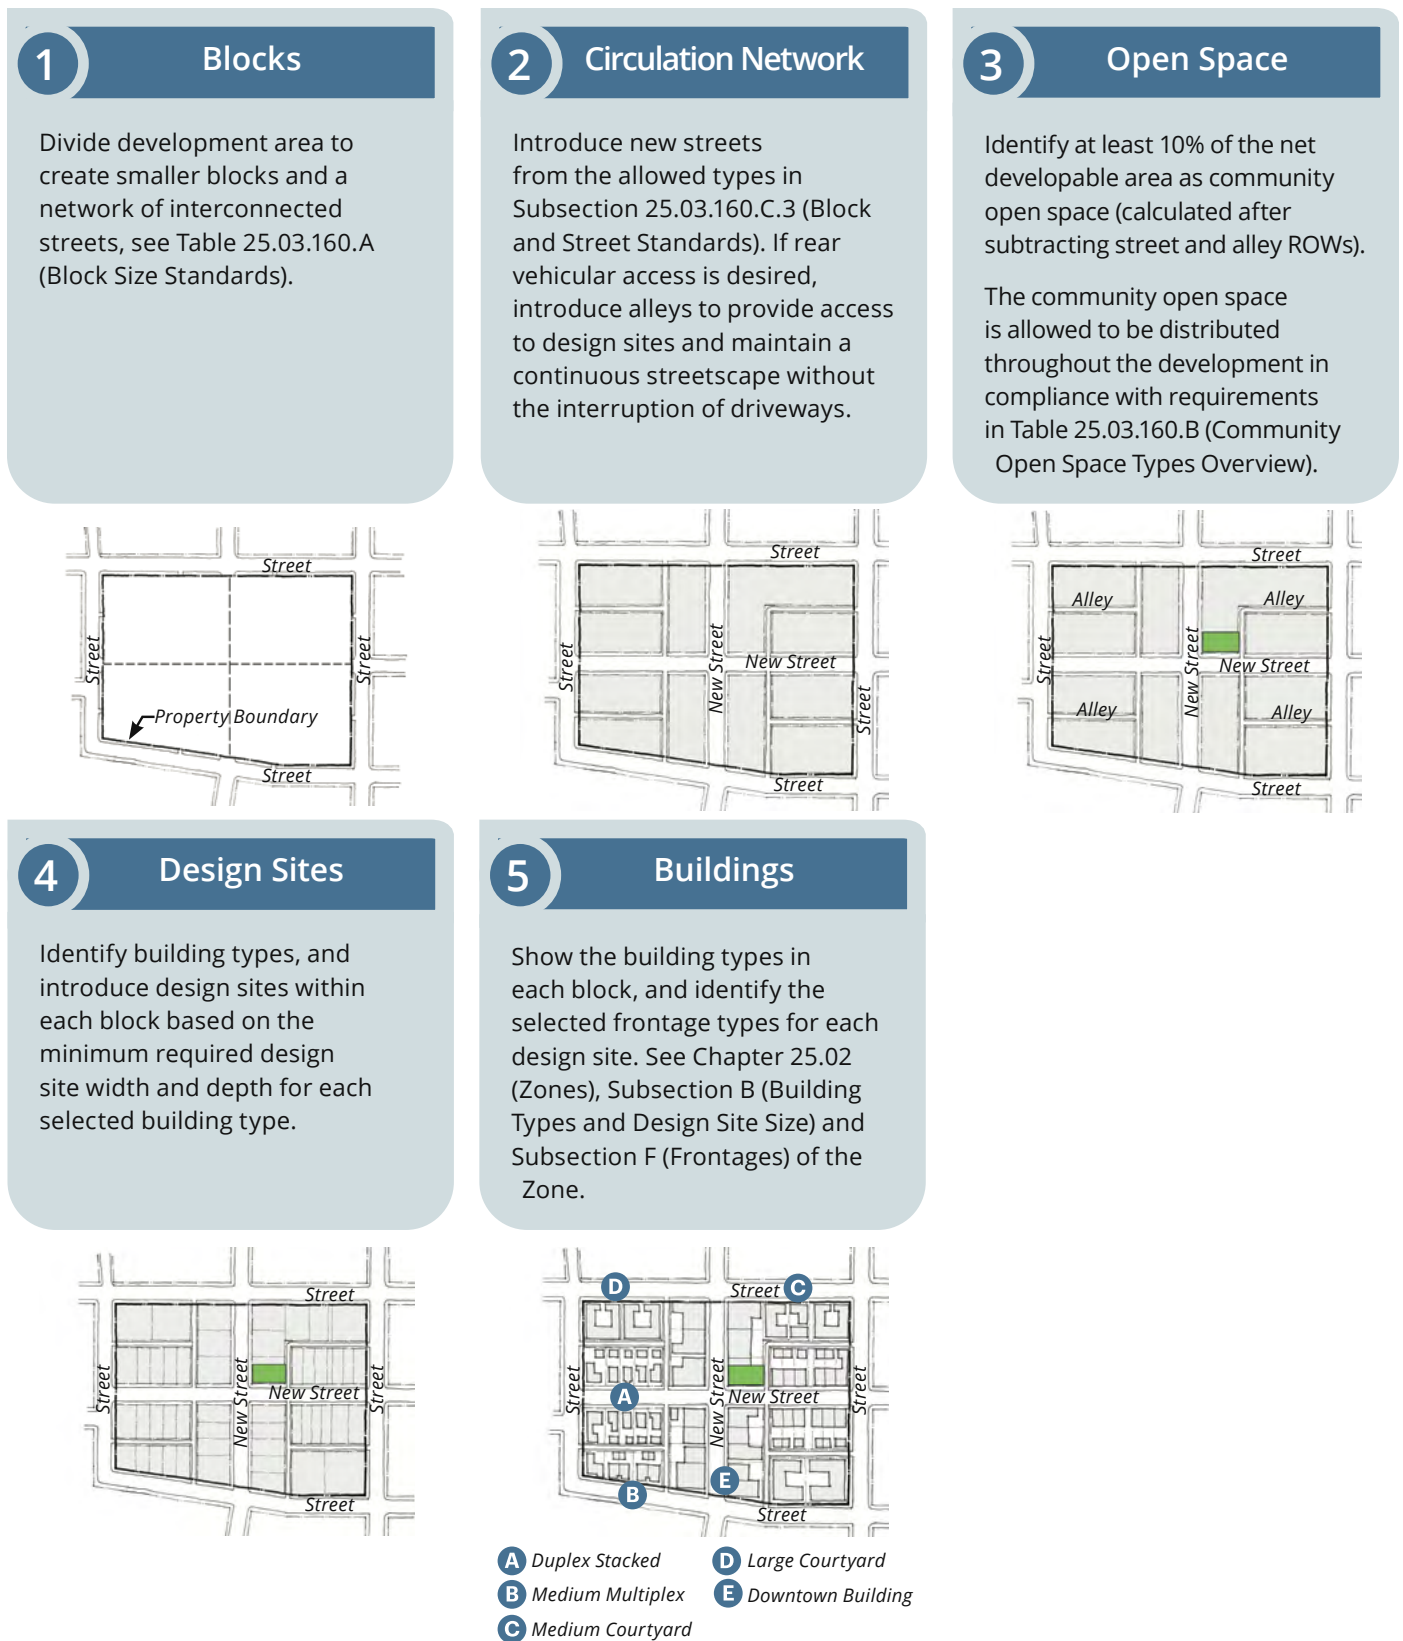 1
Blocks
Divide development area to
create smaller blocks and a
network of interconnected
streets, see Table 25.03.160.A
(Block Size Standards).
2
Circulation Network
Introduce new streets
from the allowed types in
Subsection 25.03.160.C.3 (Block
and Street Standards). If rear
vehicular access is desired,
introduce alleys to provide access
to design sites and maintain a
continuous streetscape without
the interruption of driveways.
3
Open Space
Identify at least 10% of the net
developable area as community
open space (calculated after
subtracting street and alley ROWs).
The community open space
is allowed to be distributed
throughout the development in
compliance with requirements
in Table 25.03.160.B (Community
Open Space Types Overview).
Street
Street
Street
Property Boundary
Street
Street
Street
New Street
New Street
Street
Street
Street
Alley
Alley
Street
New Street
New Street
Alley
Alley
Street
4
Design Sites
Identify building types, and
introduce design sites within
each block based on the
minimum required design
site width and depth for each
selected building type.
5
Buildings
Show the building types in
each block, and identify the
selected frontage types for each
design site. See Chapter 25.02
(Zones), Subsection B (Building
Types and Design Site Size) and
Subsection F (Frontages) of the
Zone.
Street
Street
New Street
New Street
Street
Street
D
Street
C
Street
A
New Street
New Street
Street
B
E
Street
A Duplex Stacked
B Medium Multiplex
C Medium Courtyard
D Large Courtyard
E Downtown Building